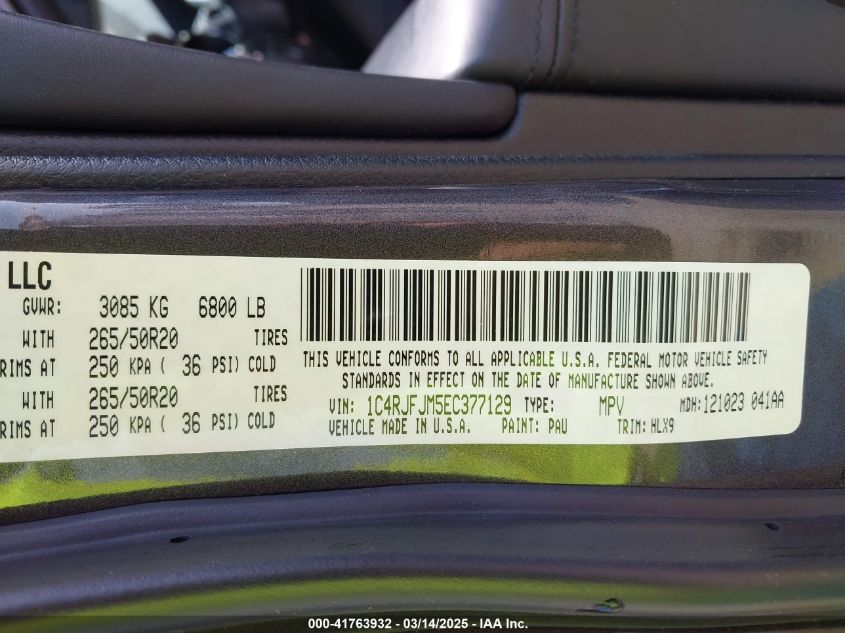 LLC
GVWR: 3085 KG 6800 LB
WITH 265/50R20 TIRES
RIMS AT 250 KPA ( 36 PSI) COLD
WITH 265/50R20 TIRES
RIMS AT 250 KPA ( 36 PSI) COLD
THIS VEHICLE CONFORMS TO ALL APPLICABLE U.S.A. FEDERAL MOTOR VEHICLE SAFETY
STANDARDS IN EFFECT ON THE DATE OF MANUFACTURE SHOWN ABOVE.
VIN: 1C4RJFJM5EC377129 TYPE: MPV MDH:121023 041AA
VEHICLE MADE IN U.S.A. PAINT: PAU TRIM: HLX9
000-41763932 - 03/14/2025 - IAA Inc.